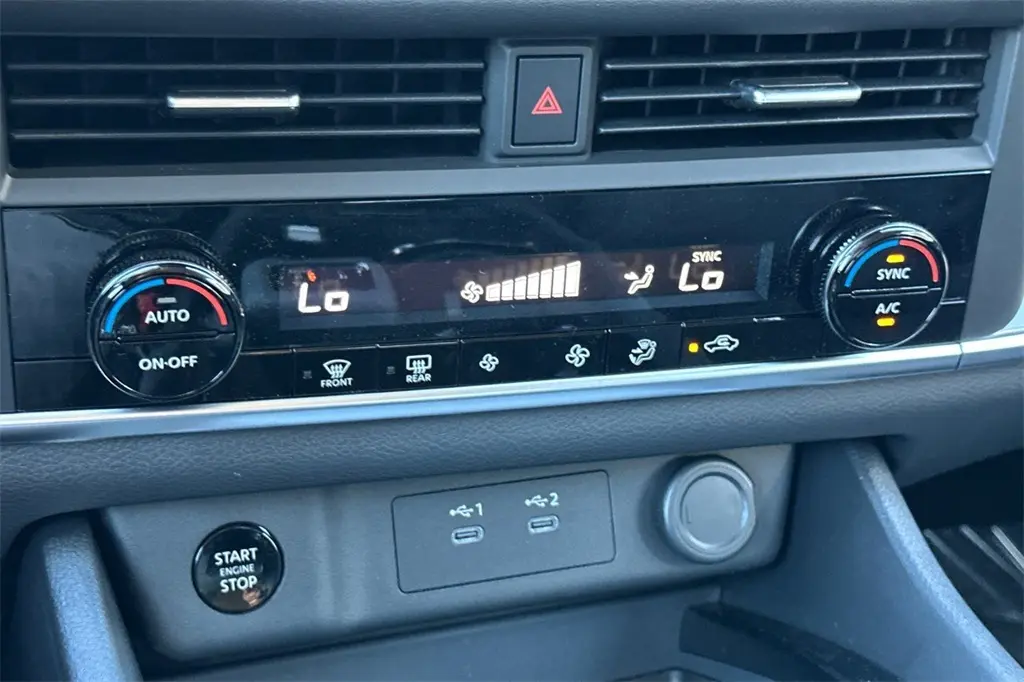 SYNC
Lo
Lo
AUTO
ON-OFF
SYNC
A/C
FRONT
REAR
1
2
START
ENGINE
STOP